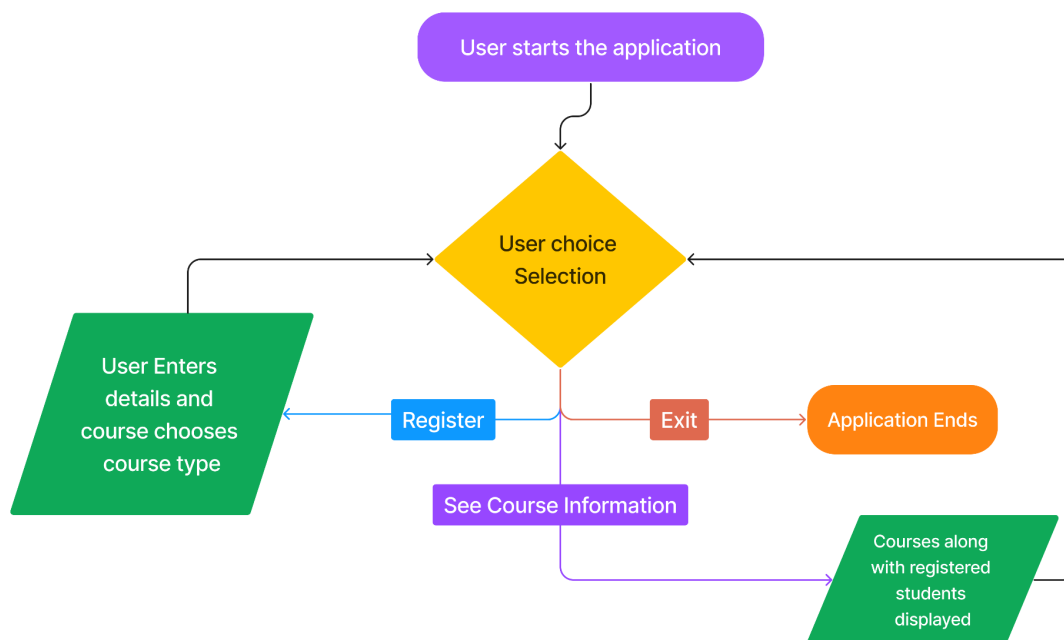 User starts the application
User choice
Selection
User Enters
details and
course chooses
course type
Register
Exit
Application Ends
See Course Information
Courses along
with registered
students
displayed